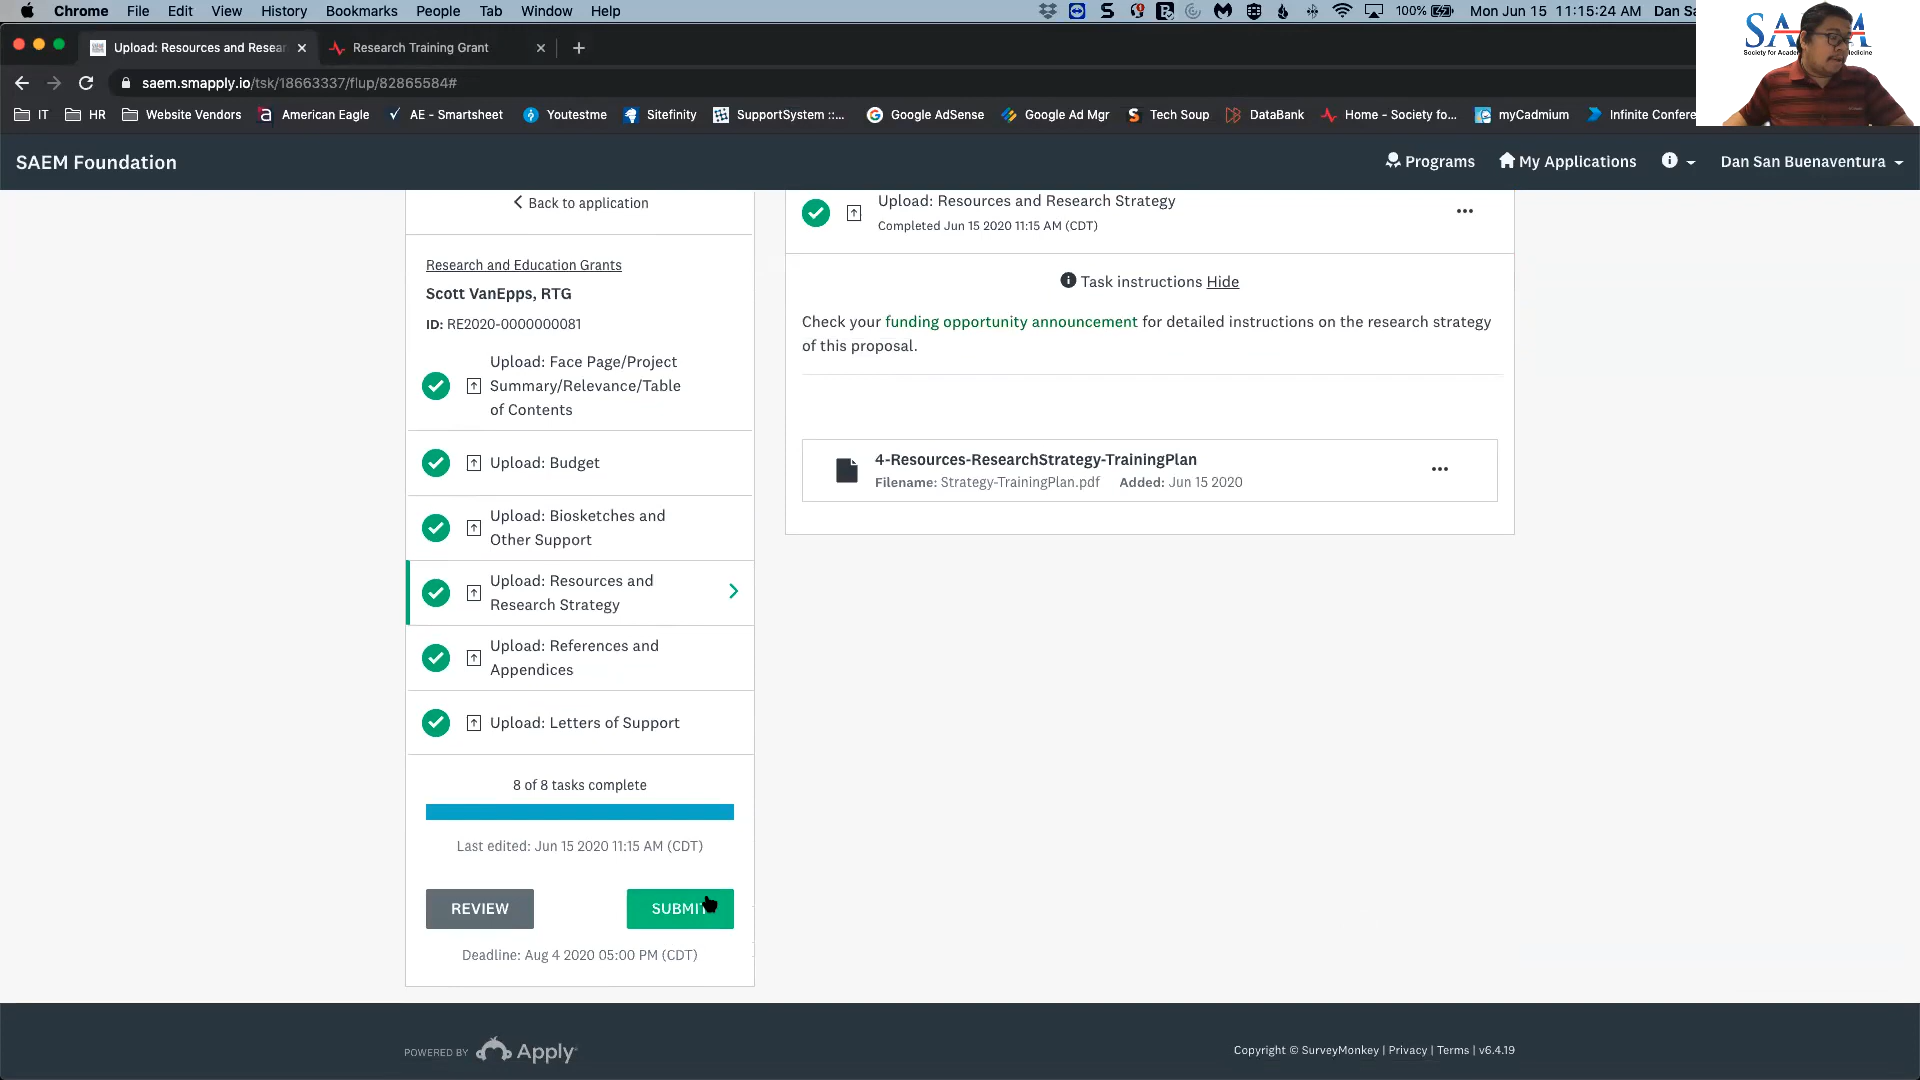 Chrome File Edit View History Bookmarks People Tab Window Help
100% Mon Jun 15 11:15:24 AM Dan Sa
Upload: Resources and Resear
Research Training Grant
saem.smapply.io/tsk/18663337/flup/82865584#
IT HR Website Vendors American Eagle AE - Smartsheet Youtestme Sitefinity SupportSystem ::... Google AdSense Google Ad Mgr Tech Soup DataBank Home - Society fo... myCadmium Infinite Confere
SAEM Foundation
Programs My Applications Dan San Buenaventura
Back to application
Research and Education Grants
Scott VanEpps, RTG
ID: RE2020-0000000081
Upload: Face Page/Project
Summary/Relevance/Table
of Contents
Upload: Budget
Upload: Biosketches and
Other Support
Upload: Resources and
Research Strategy
Upload: References and
Appendices
Upload: Letters of Support
8 of 8 tasks complete
Last edited: Jun 15 2020 11:15 AM (CDT)
REVIEW
Deadline: Aug 4 2020 05:00 PM (CDT)
Upload: Resources and Research Strategy
Completed Jun 15 2020 11:15 AM (CDT)
Task instructions Hide
Check your funding opportunity announcement for detailed instructions on the research strategy
of this proposal.
4-Resources-ResearchStrategy-TrainingPlan
Filename: Strategy-TrainingPlan.pdf Added: Jun 15 2020
POWERED BY Apply
Copyright © SurveyMonkey | Privacy | Terms | v6.4.19